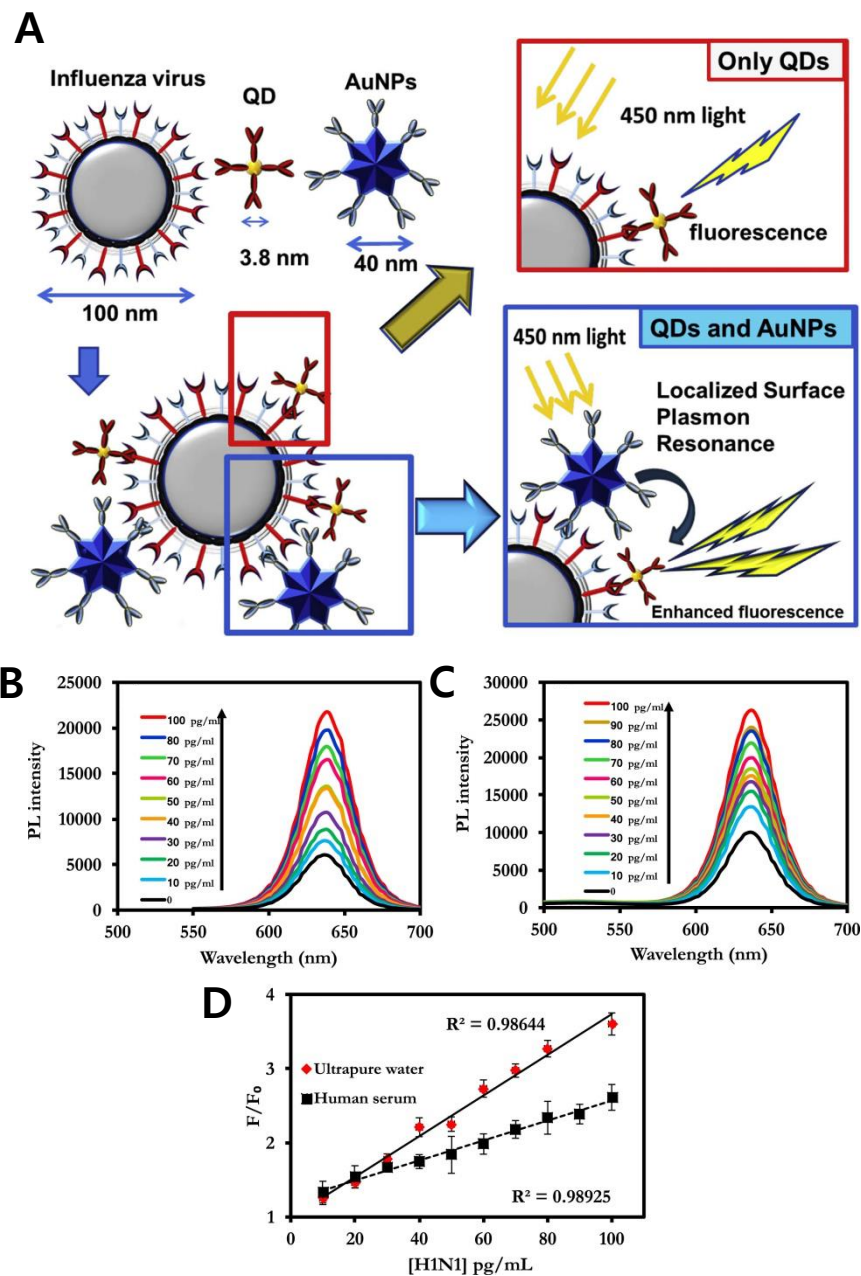 A
Influenza virus
QD
AuNPs
3.8 nm
40 nm
100 nm
Only QDs
450 nm light
fluorescence
QDs and AuNPs
450 nm light
Localized Surface
Plasmon
Resonance
Enhanced fluorescence
B
25000
20000
15000
10000
5000
0
PL intensity
100 pg/ml
80 pg/ml
70 pg/ml
60 pg/ml
50 pg/ml
40 pg/ml
30 pg/ml
20 pg/ml
10 pg/ml
0
500 550 600 650 700
Wavelength (nm)
C
30000
25000
20000
15000
10000
5000
0
PL intensity
100 pg/ml
90 pg/ml
80 pg/ml
70 pg/ml
60 pg/ml
50 pg/ml
40 pg/ml
30 pg/ml
20 pg/ml
10 pg/ml
0
500 550 600 650 700
Wavelength (nm)
D
4
3
2
1
F/F₀
R² = 0.98644
Ultrapure water
Human serum
R² = 0.98925
0 20 40 60 80 100
[H1N1] pg/mL